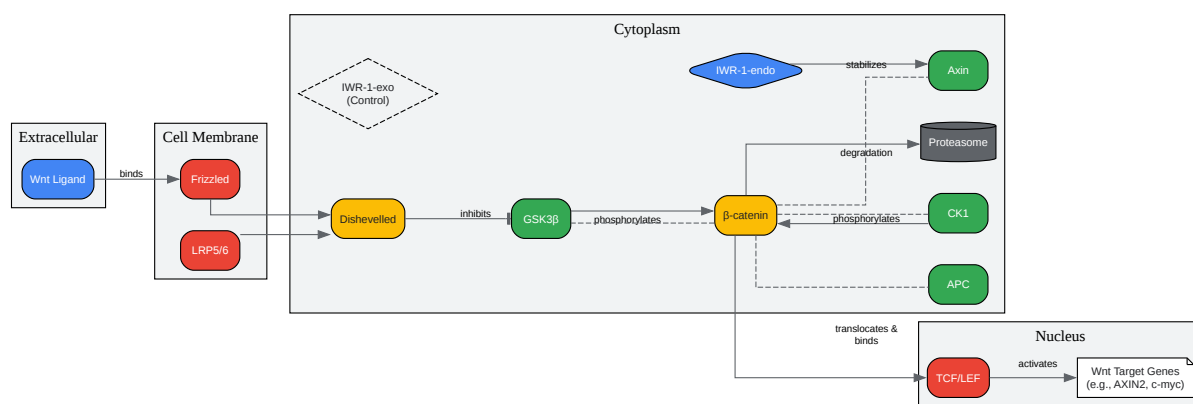 Cytoplasm
IWR-1-exo
(Control)
IWR-1-endo
stabilizes
Axin
Extracellular
Cell Membrane
Proteasome
degradation
Wnt Ligand
binds
Frizzled
Dishevelled
inhibits
GSK3β
phosphorylates
β-catenin
phosphorylates
CK1
LRP5/6
APC
translocates &
binds
Nucleus
TCF/LEF
activates
Wnt Target Genes
(e.g., AXIN2, c-myc)